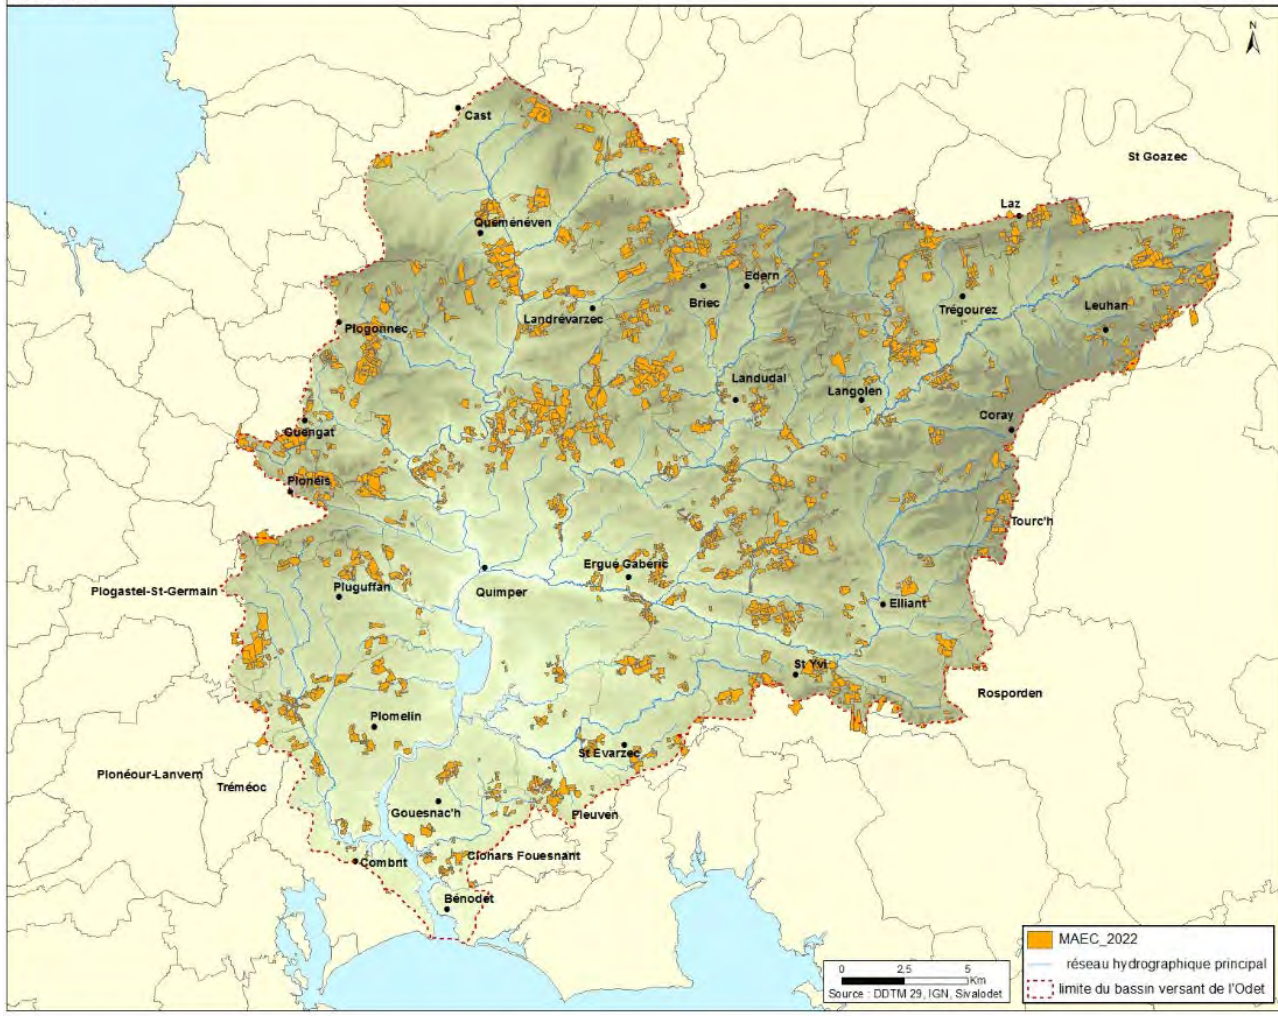 N
Cast
St Goazec
Laz
Quéménéven
Edern
Briec
Trégourez
Leuhan
Landrévarzec
Plogonnec
Landudal
Langolen
Coray
Guengat
Plonéis
Tourc'h
Ergué Gabéric
Plogastel-St-Germain
Pluguffan
Quimper
Elliant
St Yvi
Rosporden
Plomelin
St Evarzec
Plonéour-Lanvern
Tréméoc
Gouesnac'h
Pleuven
Clohars Fouesnant
Combrit
Bénodet
MAEC_2022
réseau hydrographique principal
limite du bassin versant de l'Odet
0 2,5 5
Km
Source : DDTM 29, IGN, Sivalodet